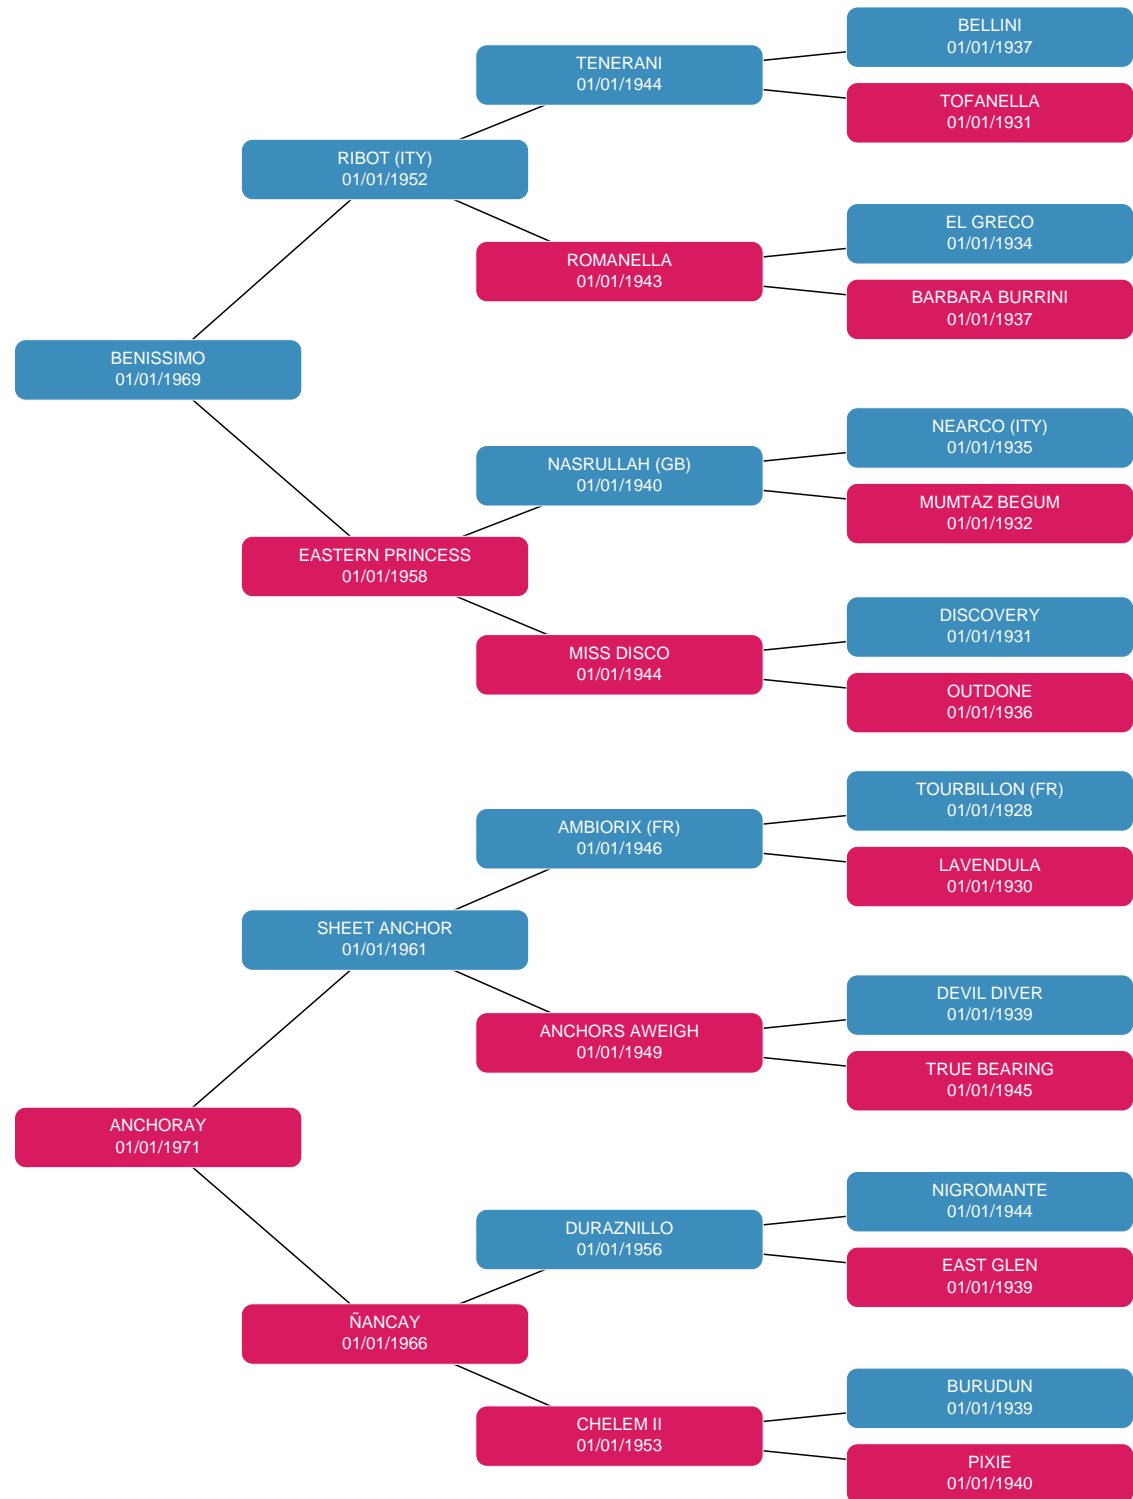 BELLINI
01/01/1937
TENERANI
01/01/1944
TOFANELLA
01/01/1931
RIBOT (ITY)
01/01/1952
EL GRECO
01/01/1934
ROMANELLA
01/01/1943
BARBARA BURRINI
01/01/1937
BENISSIMO
01/01/1969
NEARCO (ITY)
01/01/1935
NASRULLAH (GB)
01/01/1940
MUMTAZ BEGUM
01/01/1932
EASTERN PRINCESS
01/01/1958
DISCOVERY
01/01/1931
MISS DISCO
01/01/1944
OUTDONE
01/01/1936
TOURBILLON (FR)
01/01/1928
AMBIORIX (FR)
01/01/1946
LAVENDULA
01/01/1930
SHEET ANCHOR
01/01/1961
DEVIL DIVER
01/01/1939
ANCHORS AWEIGH
01/01/1949
TRUE BEARING
01/01/1945
ANCHORAY
01/01/1971
NIGROMANTE
01/01/1944
DURAZNILLO
01/01/1956
EAST GLEN
01/01/1939
ÑANCAY
01/01/1966
BURUDUN
01/01/1939
CHELEM II
01/01/1953
PIXIE
01/01/1940